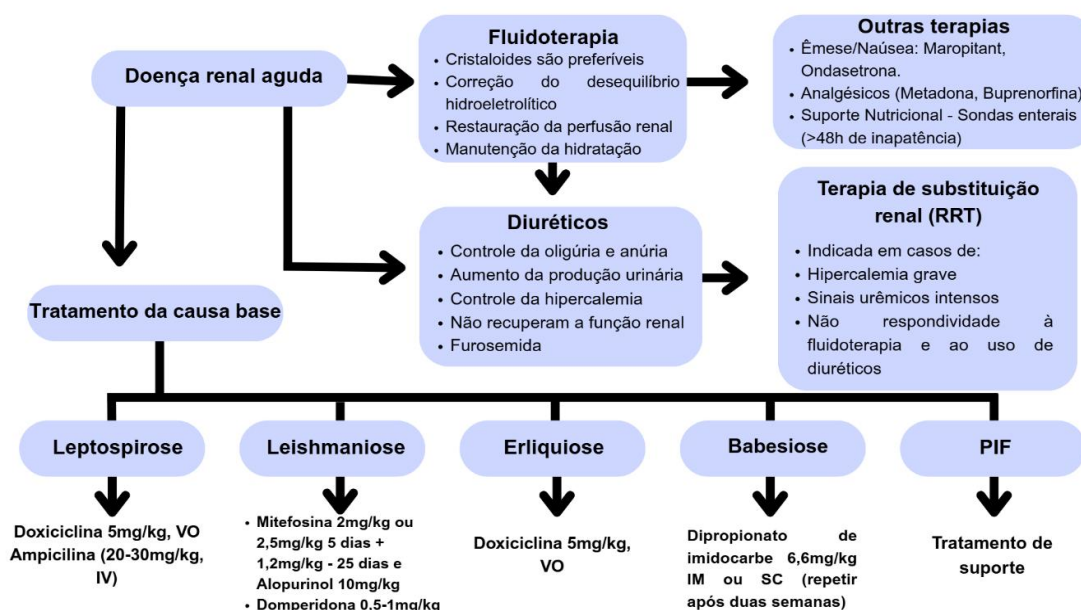 Doença renal aguda
Fluidoterapia
• Cristaloides são preferíveis
• Correção do desequilíbrio
hidroeletrolítico
• Restauração da perfusão renal
• Manutenção da hidratação
Outras terapias
• Êmese/Naúsea: Maropitant,
Ondasetrona.
• Analgésicos (Metadona, Buprenorfina)
• Suporte Nutricional - Sondas enterais
(>48h de inapatência)
Diuréticos
• Controle da oligúria e anúria
• Aumento da produção urinária
• Controle da hipercalemia
• Não recuperam a função renal
• Furosemida
Terapia de substituição
renal (RRT)
• Indicada em casos de:
• Hipercalemia grave
• Sinais urêmicos intensos
• Não respondividade à
fluidoterapia e ao uso de
diuréticos
Tratamento da causa base
Leptospirose
Doxiciclina 5mg/kg, VO
Ampicilina (20-30mg/kg,
IV)
Leishmaniose
• Mitefosina 2mg/kg ou
2,5mg/kg 5 dias +
1,2mg/kg - 25 dias e
Alopurinol 10mg/kg
• Domperidona 0,5-1mg/kg
Erliquiose
Doxiciclina 5mg/kg,
VO
Babesiose
Dipropionato de
imidocarbe 6,6mg/kg
IM ou SC (repetir
após duas semanas)
PIF
Tratamento de
suporte